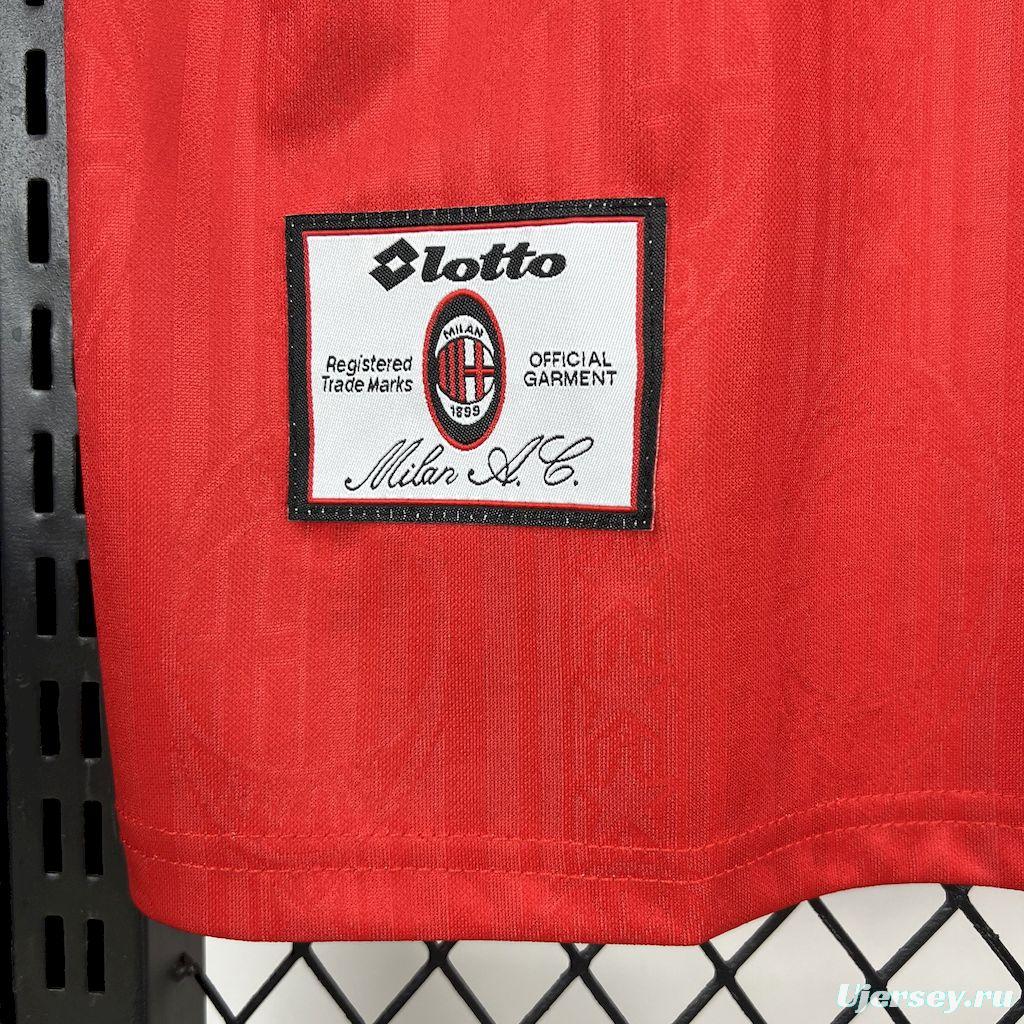 lotto
MILAN
Registered
Trade Marks
OFFICIAL
GARMENT
1899
Milan A.C.
Ujersey.ru